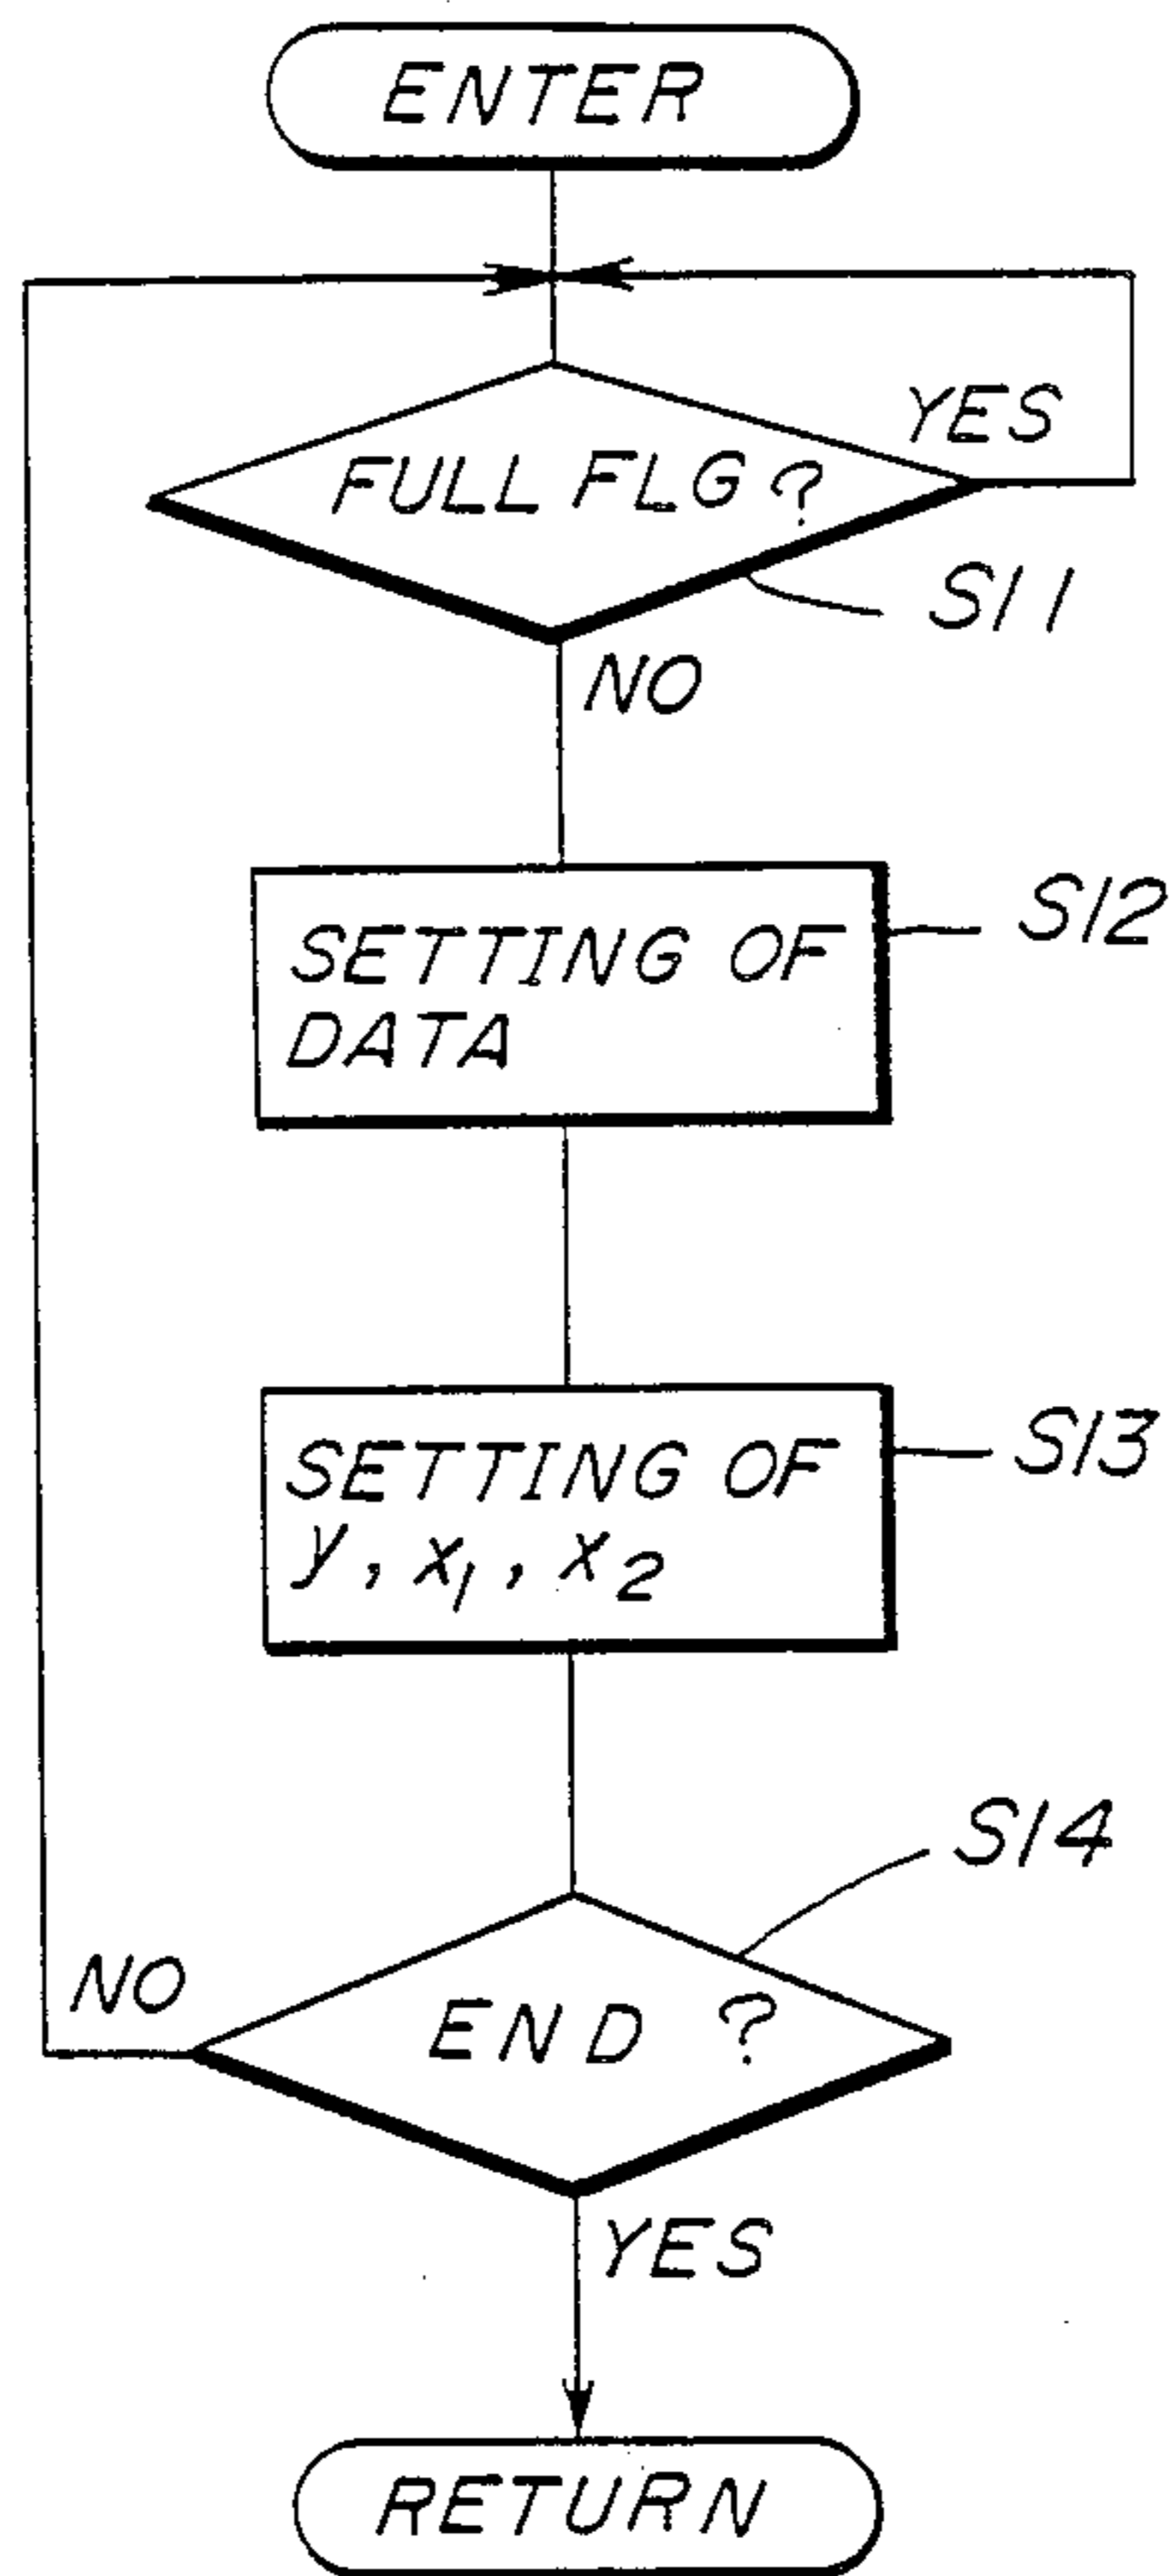 ENTER
YES
FULL FLG ?
S11
NO
SETTING OF
DATA
S12
SETTING OF
y, x₁, x₂
S13
S14
NO
END ?
YES
RETURN